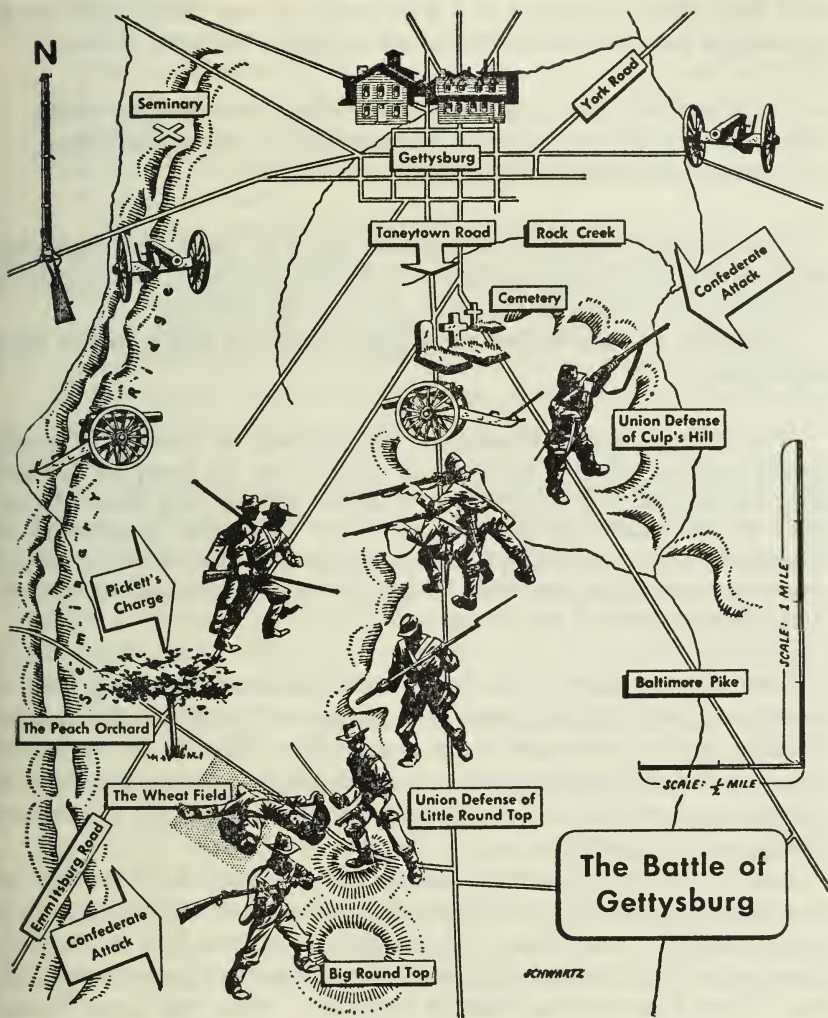 N
Seminary
York Road
Gettysburg
Taneytown Road
Rock Creek
Confederate
Attack
Cemetery
Union Defense
of Culp's Hill
Seminary Ridge
Pickett's
Charge
SCALE: 1 MILE
Baltimore Pike
The Peach Orchard
SCALE: 1/2 MILE
The Wheat Field
Union Defense of
Little Round Top
Emmitsburg Road
The Battle of
Gettysburg
Confederate
Attack
Big Round Top
SCHWARTZ